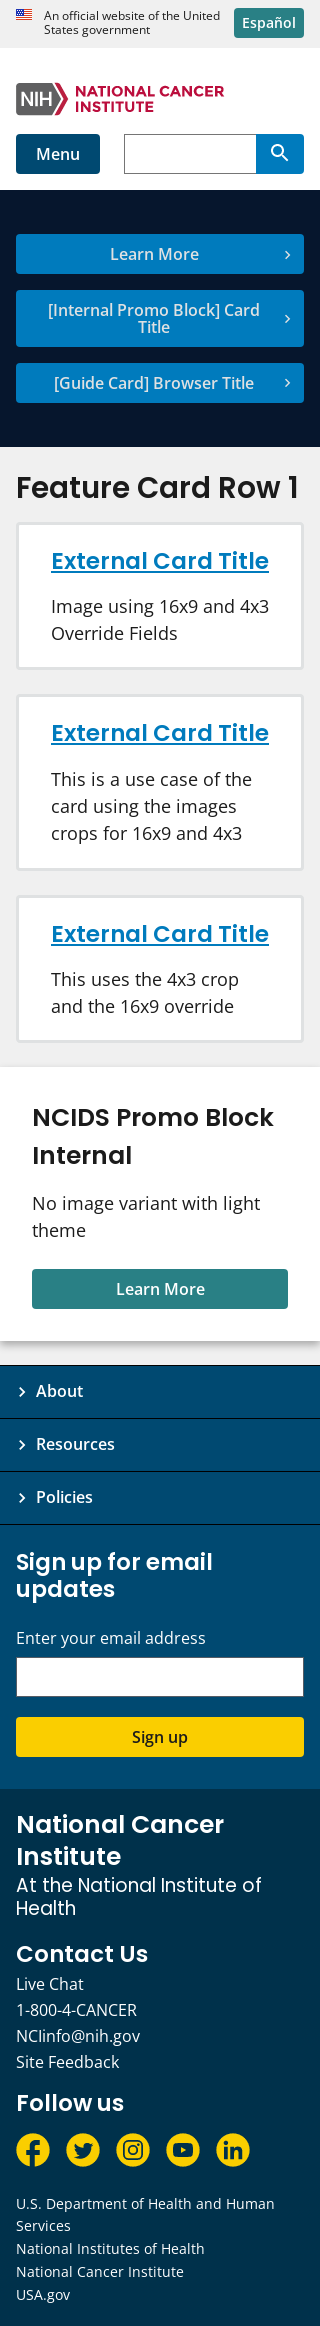 An official website of the United
States government
Español
NIH
NATIONAL CANCER
INSTITUTE
Menu
Learn More
[Internal Promo Block] Card
Title
[Guide Card] Browser Title
Feature Card Row 1
External Card Title
Image using 16x9 and 4x3
Override Fields
External Card Title
This is a use case of the
card using the images
crops for 16x9 and 4x3
External Card Title
This uses the 4x3 crop
and the 16x9 override
NCIDS Promo Block
Internal
No image variant with light
theme
Learn More
About
Resources
Policies
Sign up for email
updates
Enter your email address
Sign up
National Cancer
Institute
At the National Institute of
Health
Contact Us
Live Chat
1-800-4-CANCER
NCIinfo@nih.gov
Site Feedback
Follow us
U.S. Department of Health and Human
Services
National Institutes of Health
National Cancer Institute
USA.gov